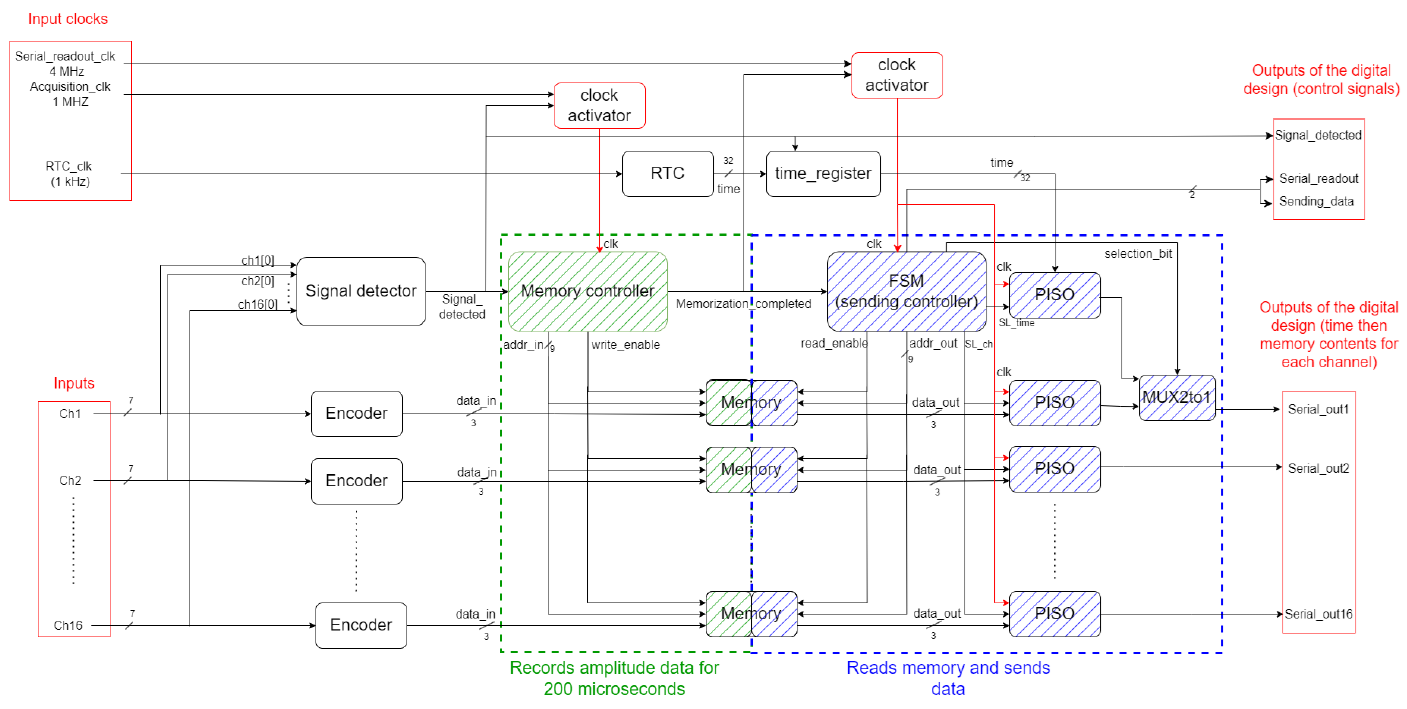 Input clocks
Serial_readout_clk
4 MHz
Acquisition_clk
1 MHZ
RTC_clk
(1 kHz)
clock
activator
clock
activator
Outputs of the digital
design (control signals)
Signal_detected
Serial_readout
Sending_data
2
RTC
32
time
time_register
time
32
clk
clk
selection_bit
ch1[0]
ch2[0]
ch16[0]
Signal detector
Signal_
detected
Memory controller
Memorization_completed
FSM
(sending controller)
clk
PISO
SL_time
addr_in
9
write_enable
read_enable
addr_out
9
SL_ch
Outputs of the digital
design (time then
memory contents for
each channel)
Inputs
Ch1
7
Encoder
data_in
3
Memory
data_out
3
clk
PISO
MUX2to1
Serial_out1
Ch2
7
Encoder
data_in
3
Memory
data_out
3
PISO
Serial_out2
Ch16
7
Encoder
data_in
3
Memory
data_out
3
PISO
Serial_out16
Records amplitude data for
200 microseconds
Reads memory and sends
data